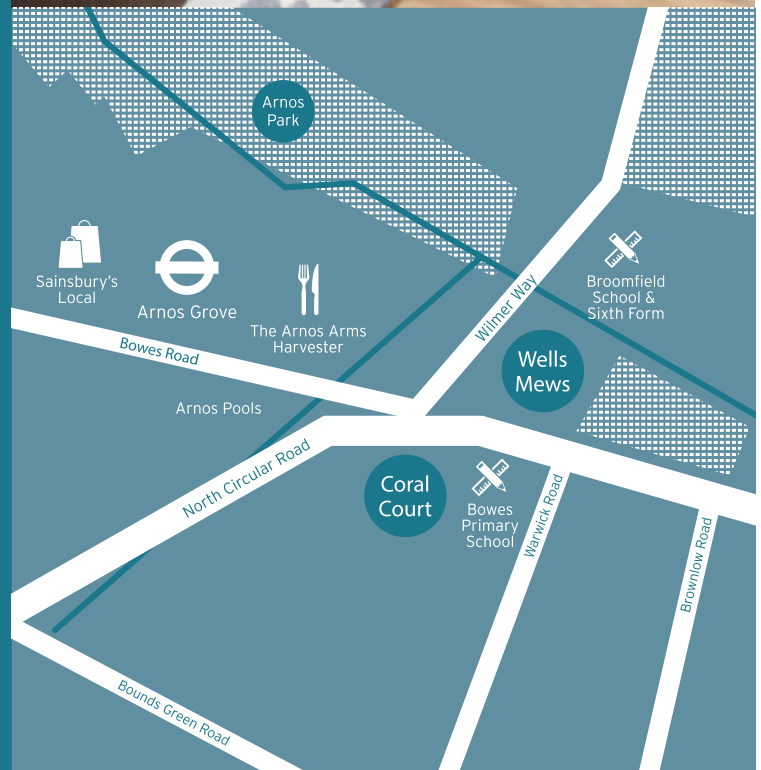 Arnos
Park
Sainsbury's
Local
Arnos Grove
The Arnos Arms
Harvester
Broomfield
School &
Sixth Form
Wilmer Way
Bowes Road
Wells
Mews
Arnos Pools
North Circular Road
Coral
Court
Bowes
Primary
School
Warwick Road
Brownlow Road
Bounds Green Road